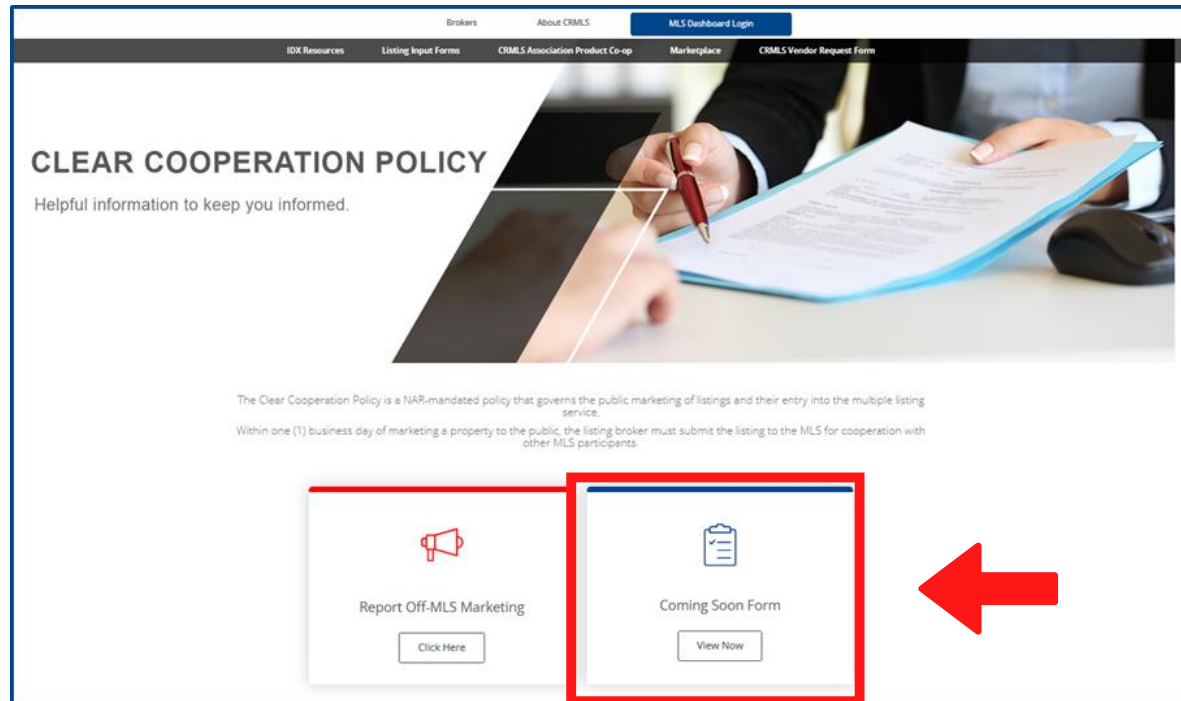 Brokers About CRMLS MLS Dashboard Login
IDX Resources Listing Input Forms CRMLS Association Product Co-op Marketplace CRMLS Vendor Request Form
CLEAR COOPERATION POLICY
Helpful information to keep you informed.
The Clear Cooperation Policy is a NAR-mandated policy that governs the public marketing of listings and their entry into the multiple listing
service.
Within one (1) business day of marketing a property to the public, the listing broker must submit the listing to the MLS for cooperation with
other MLS participants.
Report Off-MLS Marketing
Click Here
Coming Soon Form
View Now